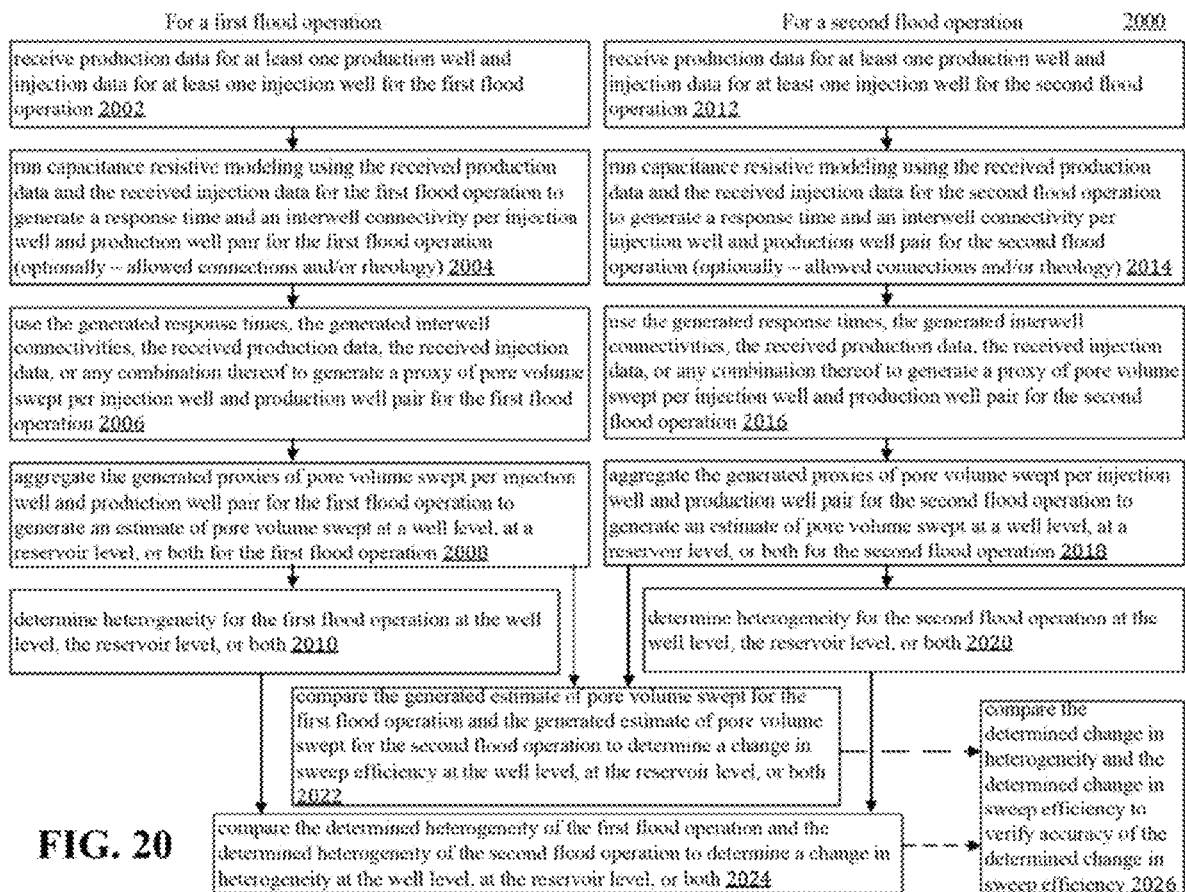 For a first flood operation
receive production data for at least one production well and
injection data for at least one injection well for the first flood
operation 2002
run capacitance resistive modeling using the received production
data and the received injection data for the first flood operation to
generate a response time and an interwell connectivity per injection
well and production well pair for the first flood operation
(optionally – allowed connections and/or rheology) 2004
use the generated response times, the generated interwell
connectivities, the received production data, the received injection
data, or any combination thereof to generate a proxy of pore volume
swept per injection well and production well pair for the first flood
operation 2006
aggregate the generated proxies of pore volume swept per injection
well and production well pair for the first flood operation to
generate an estimate of pore volume swept at a well level, at a
reservoir level, or both for the first flood operation 2008
determine heterogeneity for the first flood operation at the well
level, the reservoir level, or both 2010
For a second flood operation
2000
receive production data for at least one production well and
injection data for at least one injection well for the second flood
operation 2012
run capacitance resistive modeling using the received production
data and the received injection data for the second flood operation
to generate a response time and an interwell connectivity per
injection well and production well pair for the second flood
operation (optionally – allowed connections and/or rheology) 2014
use the generated response times, the generated interwell
connectivities, the received production data, the received injection
data, or any combination thereof to generate a proxy of pore volume
swept per injection well and production well pair for the second
flood operation 2016
aggregate the generated proxies of pore volume swept per injection
well and production well pair for the second flood operation to
generate an estimate of pore volume swept at a well level, at a
reservoir level, or both for the second flood operation 2018
determine heterogeneity for the second flood operation at the
well level, the reservoir level, or both 2020
compare the generated estimate of pore volume swept for the
first flood operation and the generated estimate of pore volume
swept for the second flood operation to determine a change in
sweep efficiency at the well level, at the reservoir level, or both
2022
compare the determined heterogeneity of the first flood operation and the
determined heterogeneity of the second flood operation to determine a change in
heterogeneity at the well level, at the reservoir level, or both 2024
compare the
determined change in
heterogeneity and the
determined change in
sweep efficiency to
verify accuracy of the
determined change in
sweep efficiency 2026
FIG. 20